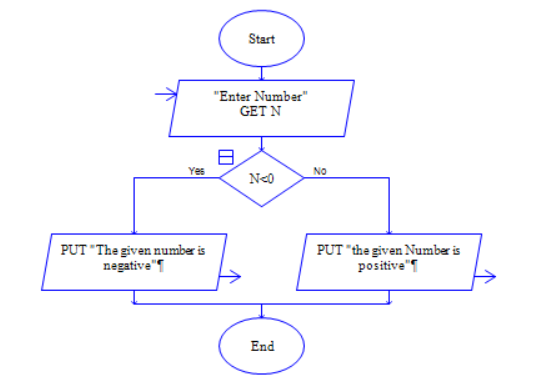 Start
"Enter Number"
GET N
Yes
N<0
No
PUT "The given number is
negative"¶
PUT "the given Number is
positive"¶
End